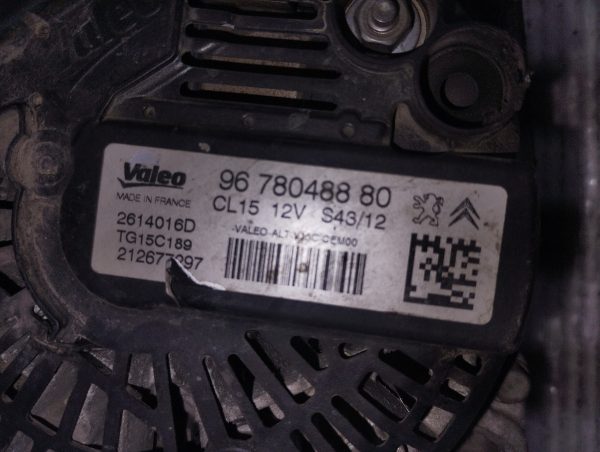 Valeo
MADE IN FRANCE
2614016D
TG15C189
96 780488 80
CL15 12V S43/12